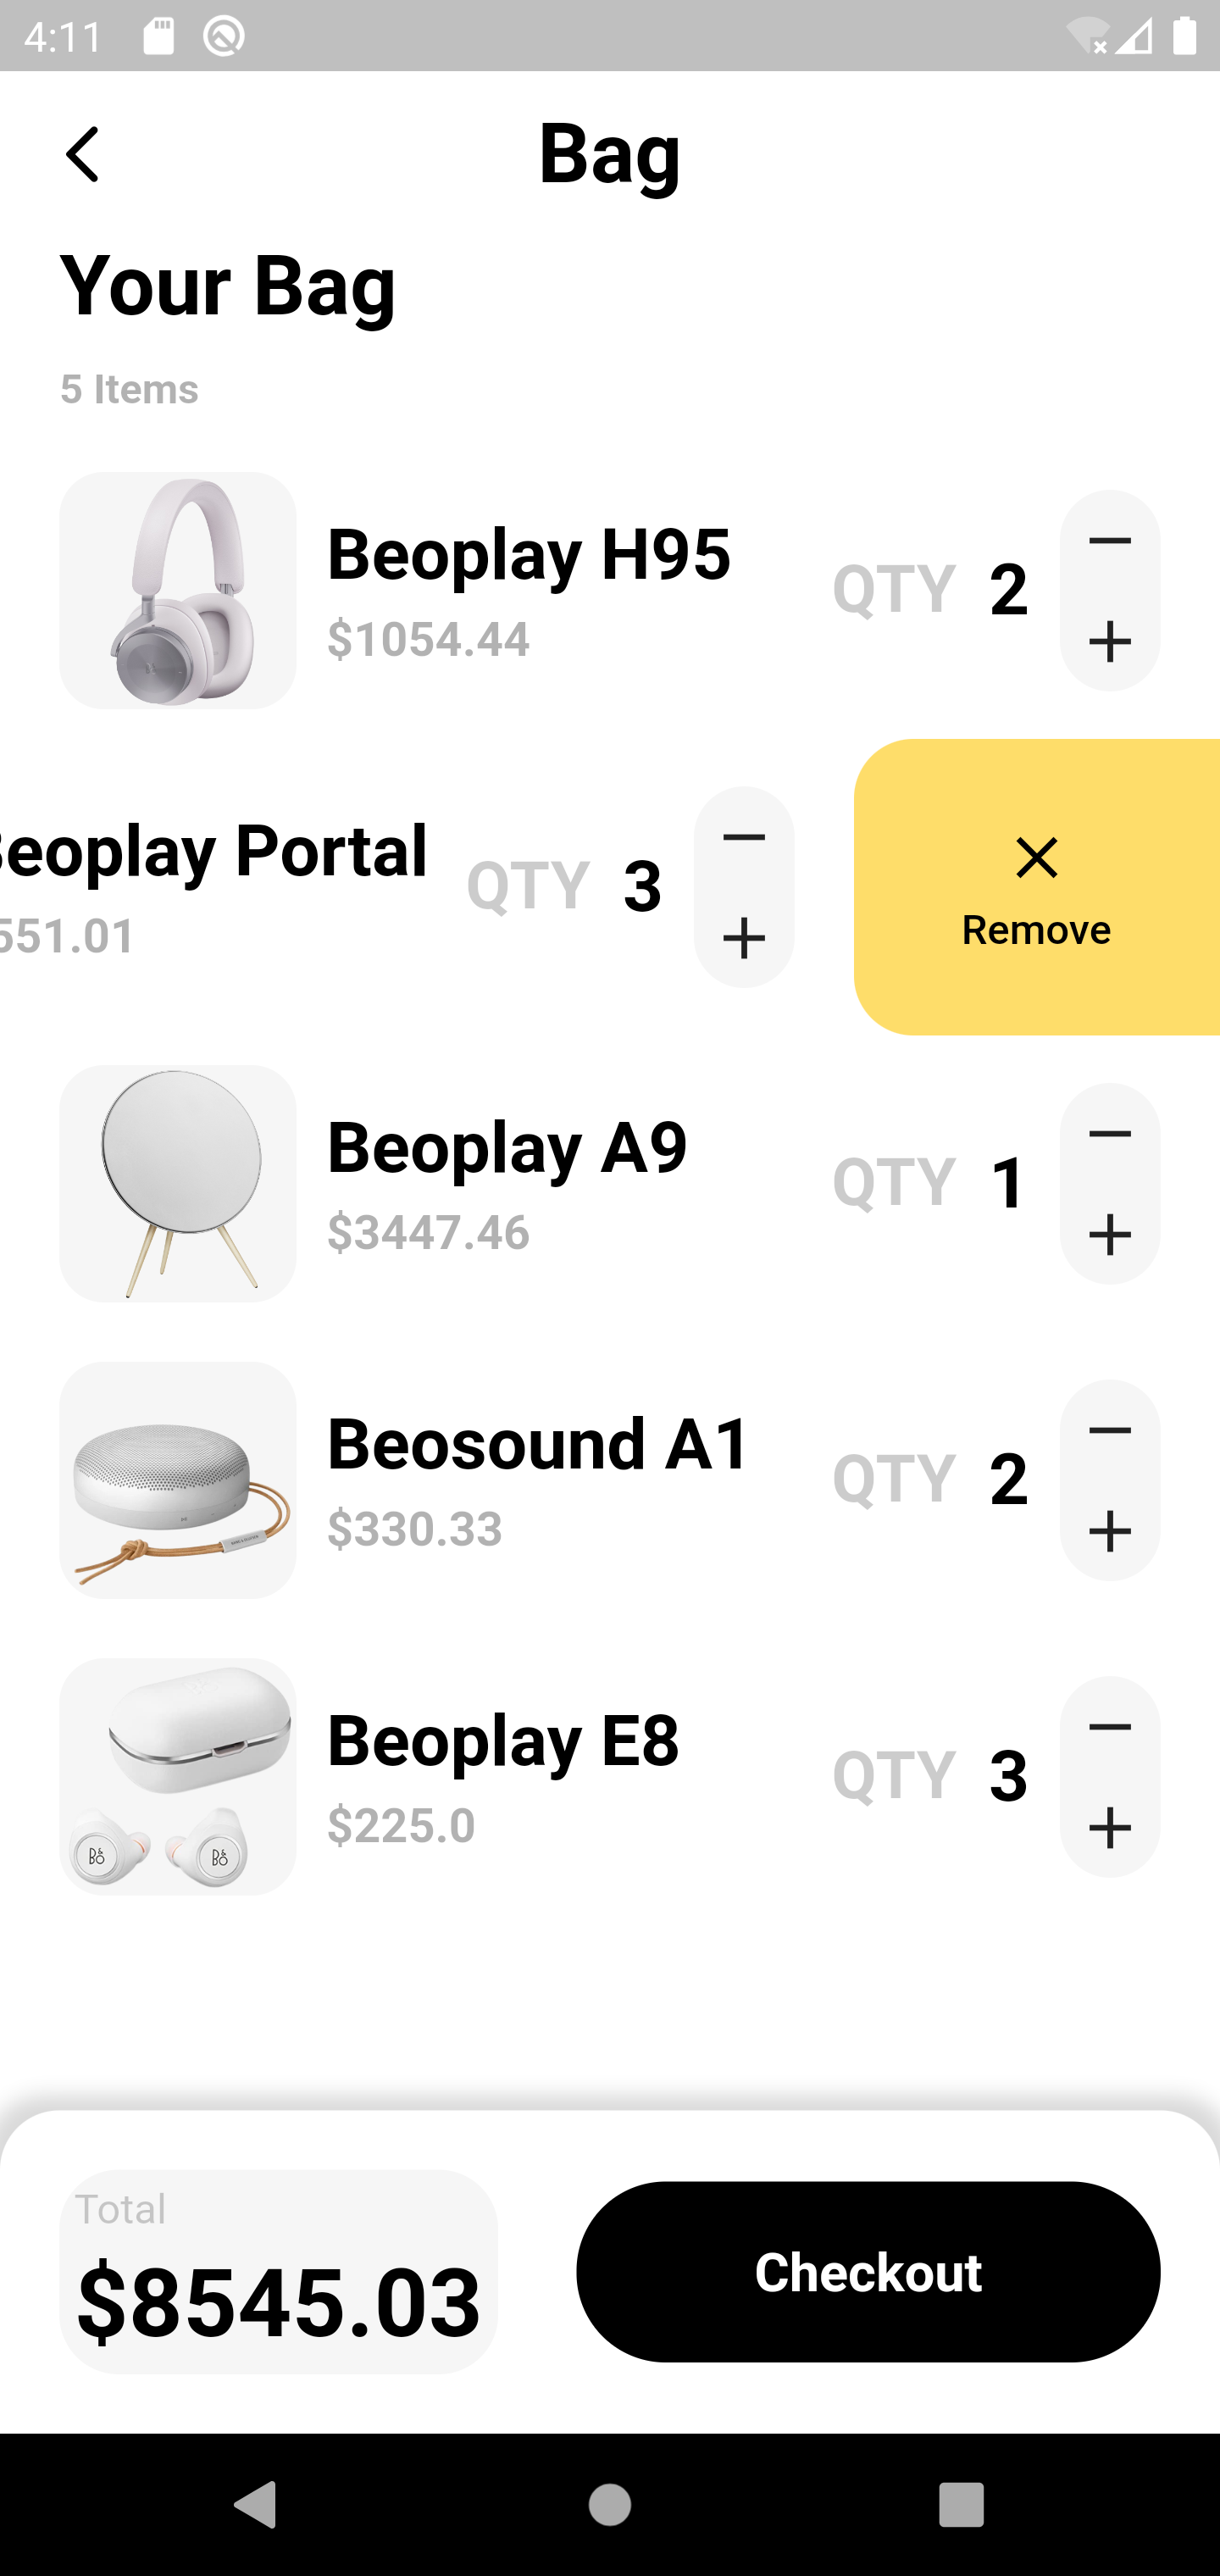 4:11
Bag
Your Bag
5 Items
Beoplay H95
$1054.44
QTY 2
Beoplay Portal
551.01
QTY 3
Remove
Beoplay A9
$3447.46
QTY 1
Beosound A1
$330.33
QTY 2
Beoplay E8
$225.0
QTY 3
Total
$8545.03
Checkout